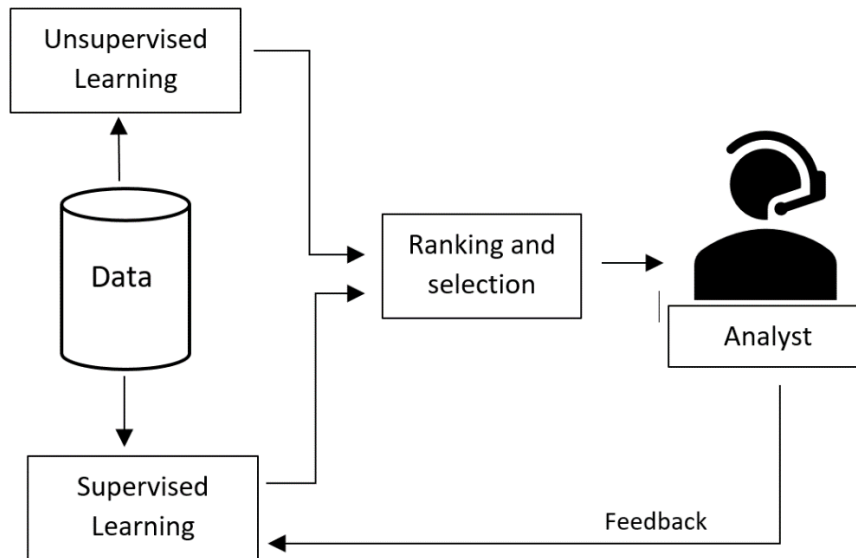 Unsupervised
Learning
Data
Ranking and
selection
Analyst
Supervised
Learning
Feedback